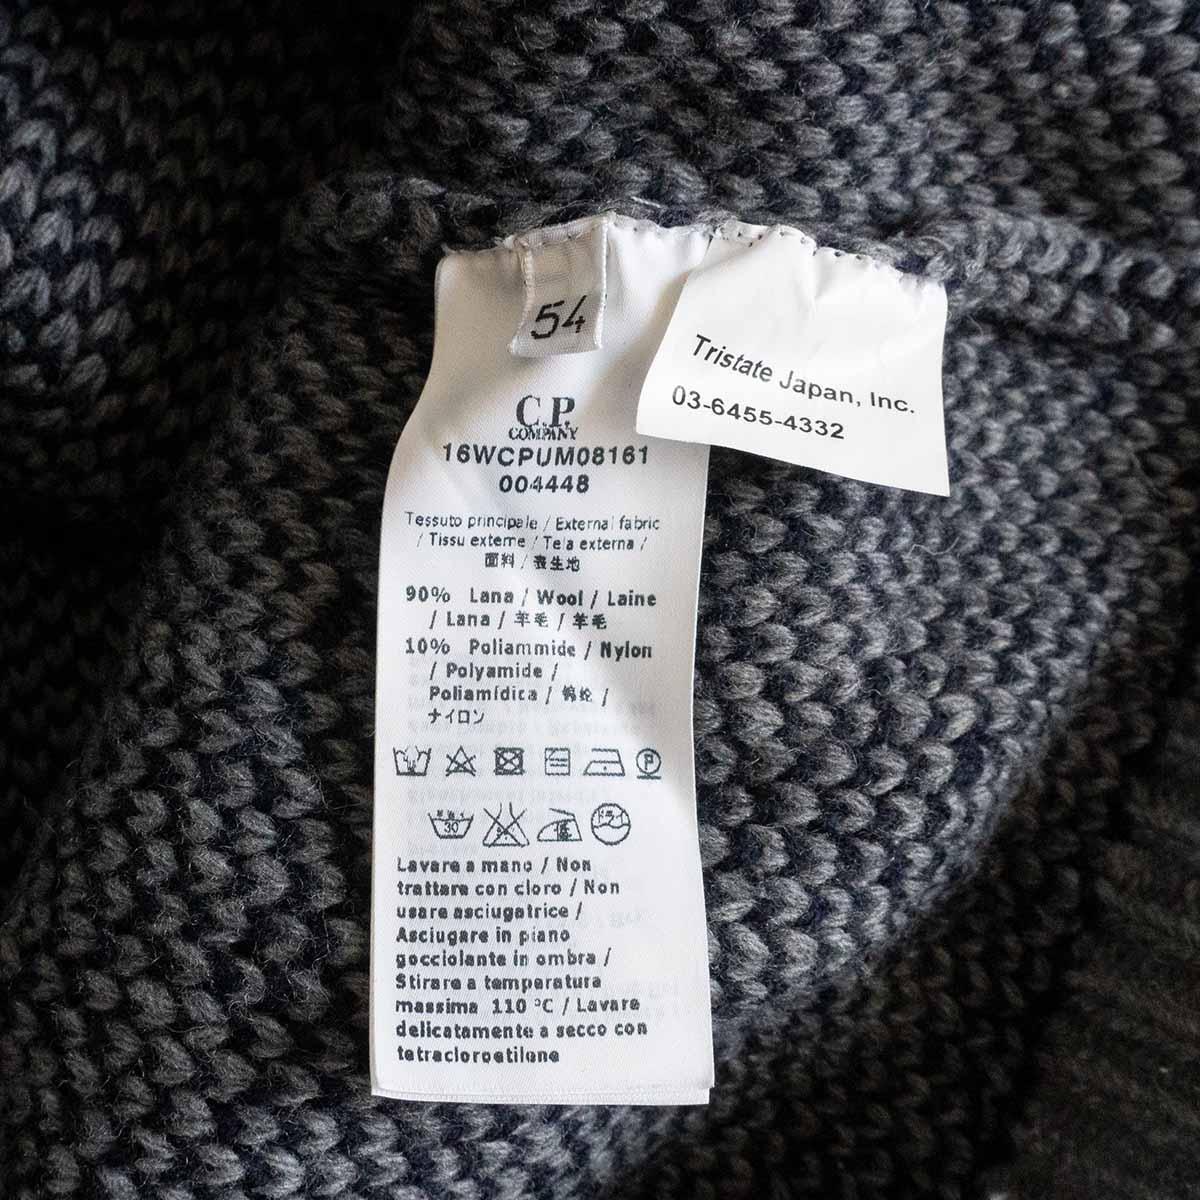 54
Tristate Japan, Inc.
03-6455-4332
C.P.
COMPANY
16WCPUM08161
004448
Tessuto principale / External fabric
/ Tissu externe / Tela externa /
面料 / 表生地
90% Lana / Wool / Laine
/ Lana / 羊毛 / 羊毛
10% Poliammide / Nylon
/ Polyamide /
Poliamídica / 锦纶 /
ナイロン
P
30
Lavare a mano / Non
trattare con cloro / Non
usare asciugatrice /
Asciugare in piano
gocciolante in ombra /
Stirare a temperatura
massima 110 °C / Lavare
delicatamente a secco con
tetracloroetilene